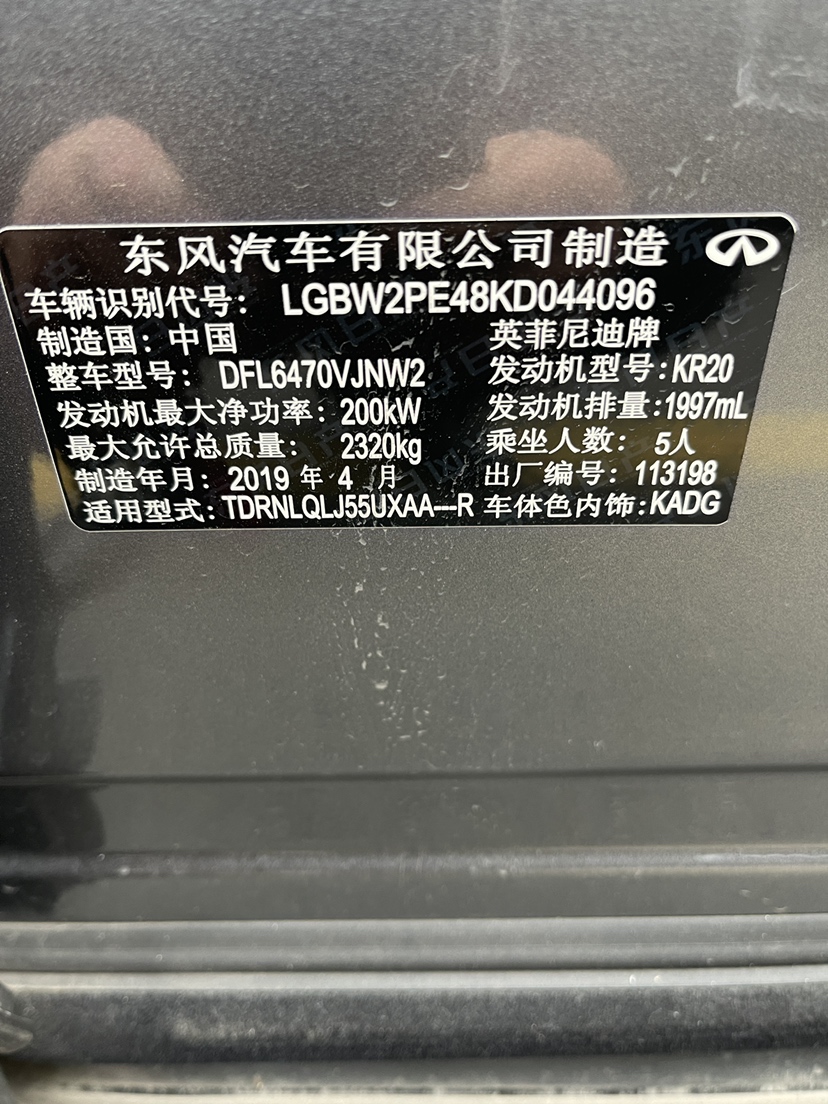 东风汽车有限公司制造
车辆识别代号： LGBW2PE48KD044096
制造国：中国 英菲尼迪牌
整车型号： DFL6470VJNW2 发动机型号：KR20
发动机最大净功率：200kW 发动机排量：1997mL
最大允许总质量： 2320kg 乘坐人数： 5人
制造年月：2019 年 4 月 出厂编号：113198
适用型式：TDRNLQLJ55UXAA---R 车体色内饰：KADG